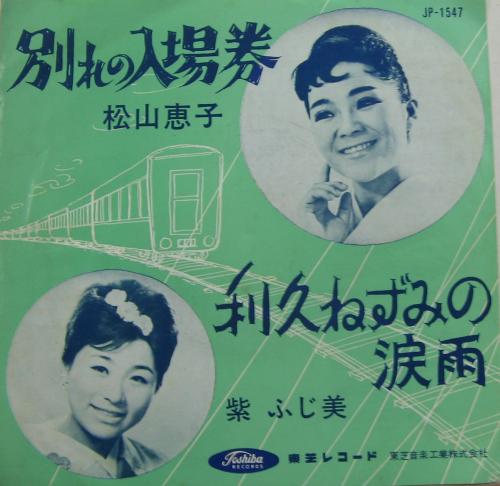 JP-1547
別れの入場券
松山恵子
利久ねずみの
涙雨
紫 ふじ美
Toshiba
RECORDS
東芝レコード 東芝音楽工業株式会社